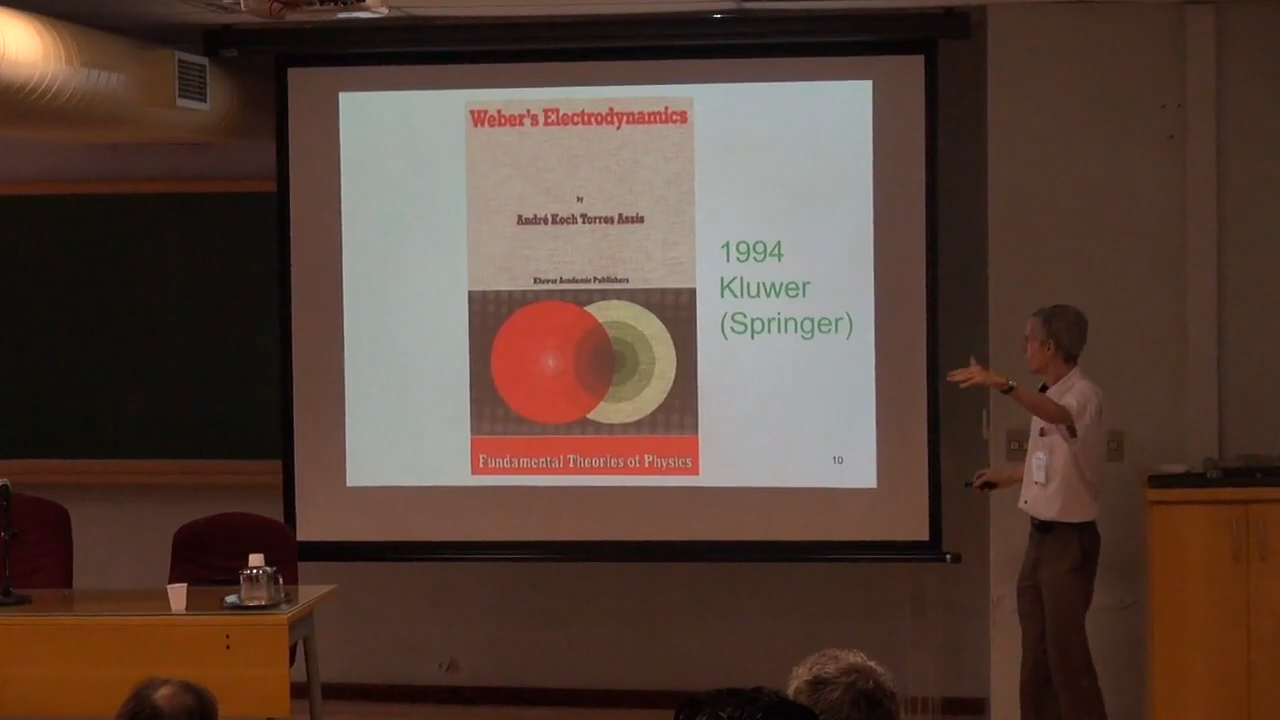 Weber's Electrodynamics
by
André Koch Torres Assis
Kluwer Academic Publishers
1994
Kluwer
(Springer)
Fundamental Theories of Physics
10